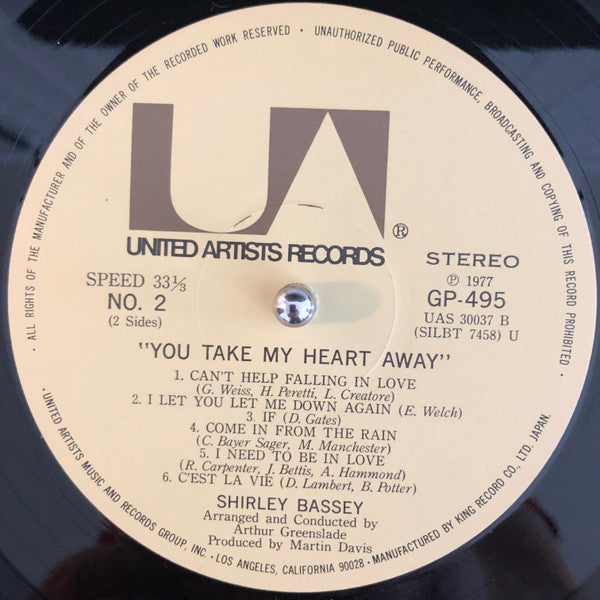 • ALL RIGHTS OF THE MANUFACTURER AND OF THE OWNER OF THE RECORDED WORK RESERVED • UNAUTHORIZED PUBLIC PERFORMANCE, BROADCASTING AND COPYING OF THIS RECORD PROHIBITED
UA
®
UNITED ARTISTS RECORDS
STEREO
SPEED 33⅓
NO. 2
(2 Sides)
℗ 1977
GP-495
UAS 30037 B
(SILBT 7458) U
"YOU TAKE MY HEART AWAY"
1. CAN'T HELP FALLING IN LOVE
(G. Weiss, H. Peretti, L. Creatore)
2. I LET YOU LET ME DOWN AGAIN (E. Welch)
3 IF (D. Gates)
4. COME IN FROM THE RAIN
(C. Bayer Sager, M. Manchester)
5. I NEED TO BE IN LOVE
(R. Carpenter, J. Bettis, A. Hammond)
6. C'EST LA VIE (D. Lambert, B. Potter)
SHIRLEY BASSEY
Arranged and Conducted by
Arthur Greenslade
Produced by Martin Davis
• UNITED ARTISTS MUSIC AND RECORDS GROUP, INC. • LOS ANGELES, CALIFORNIA 90028 • MANUFACTURED BY KING RECORD CO., LTD. JAPAN.